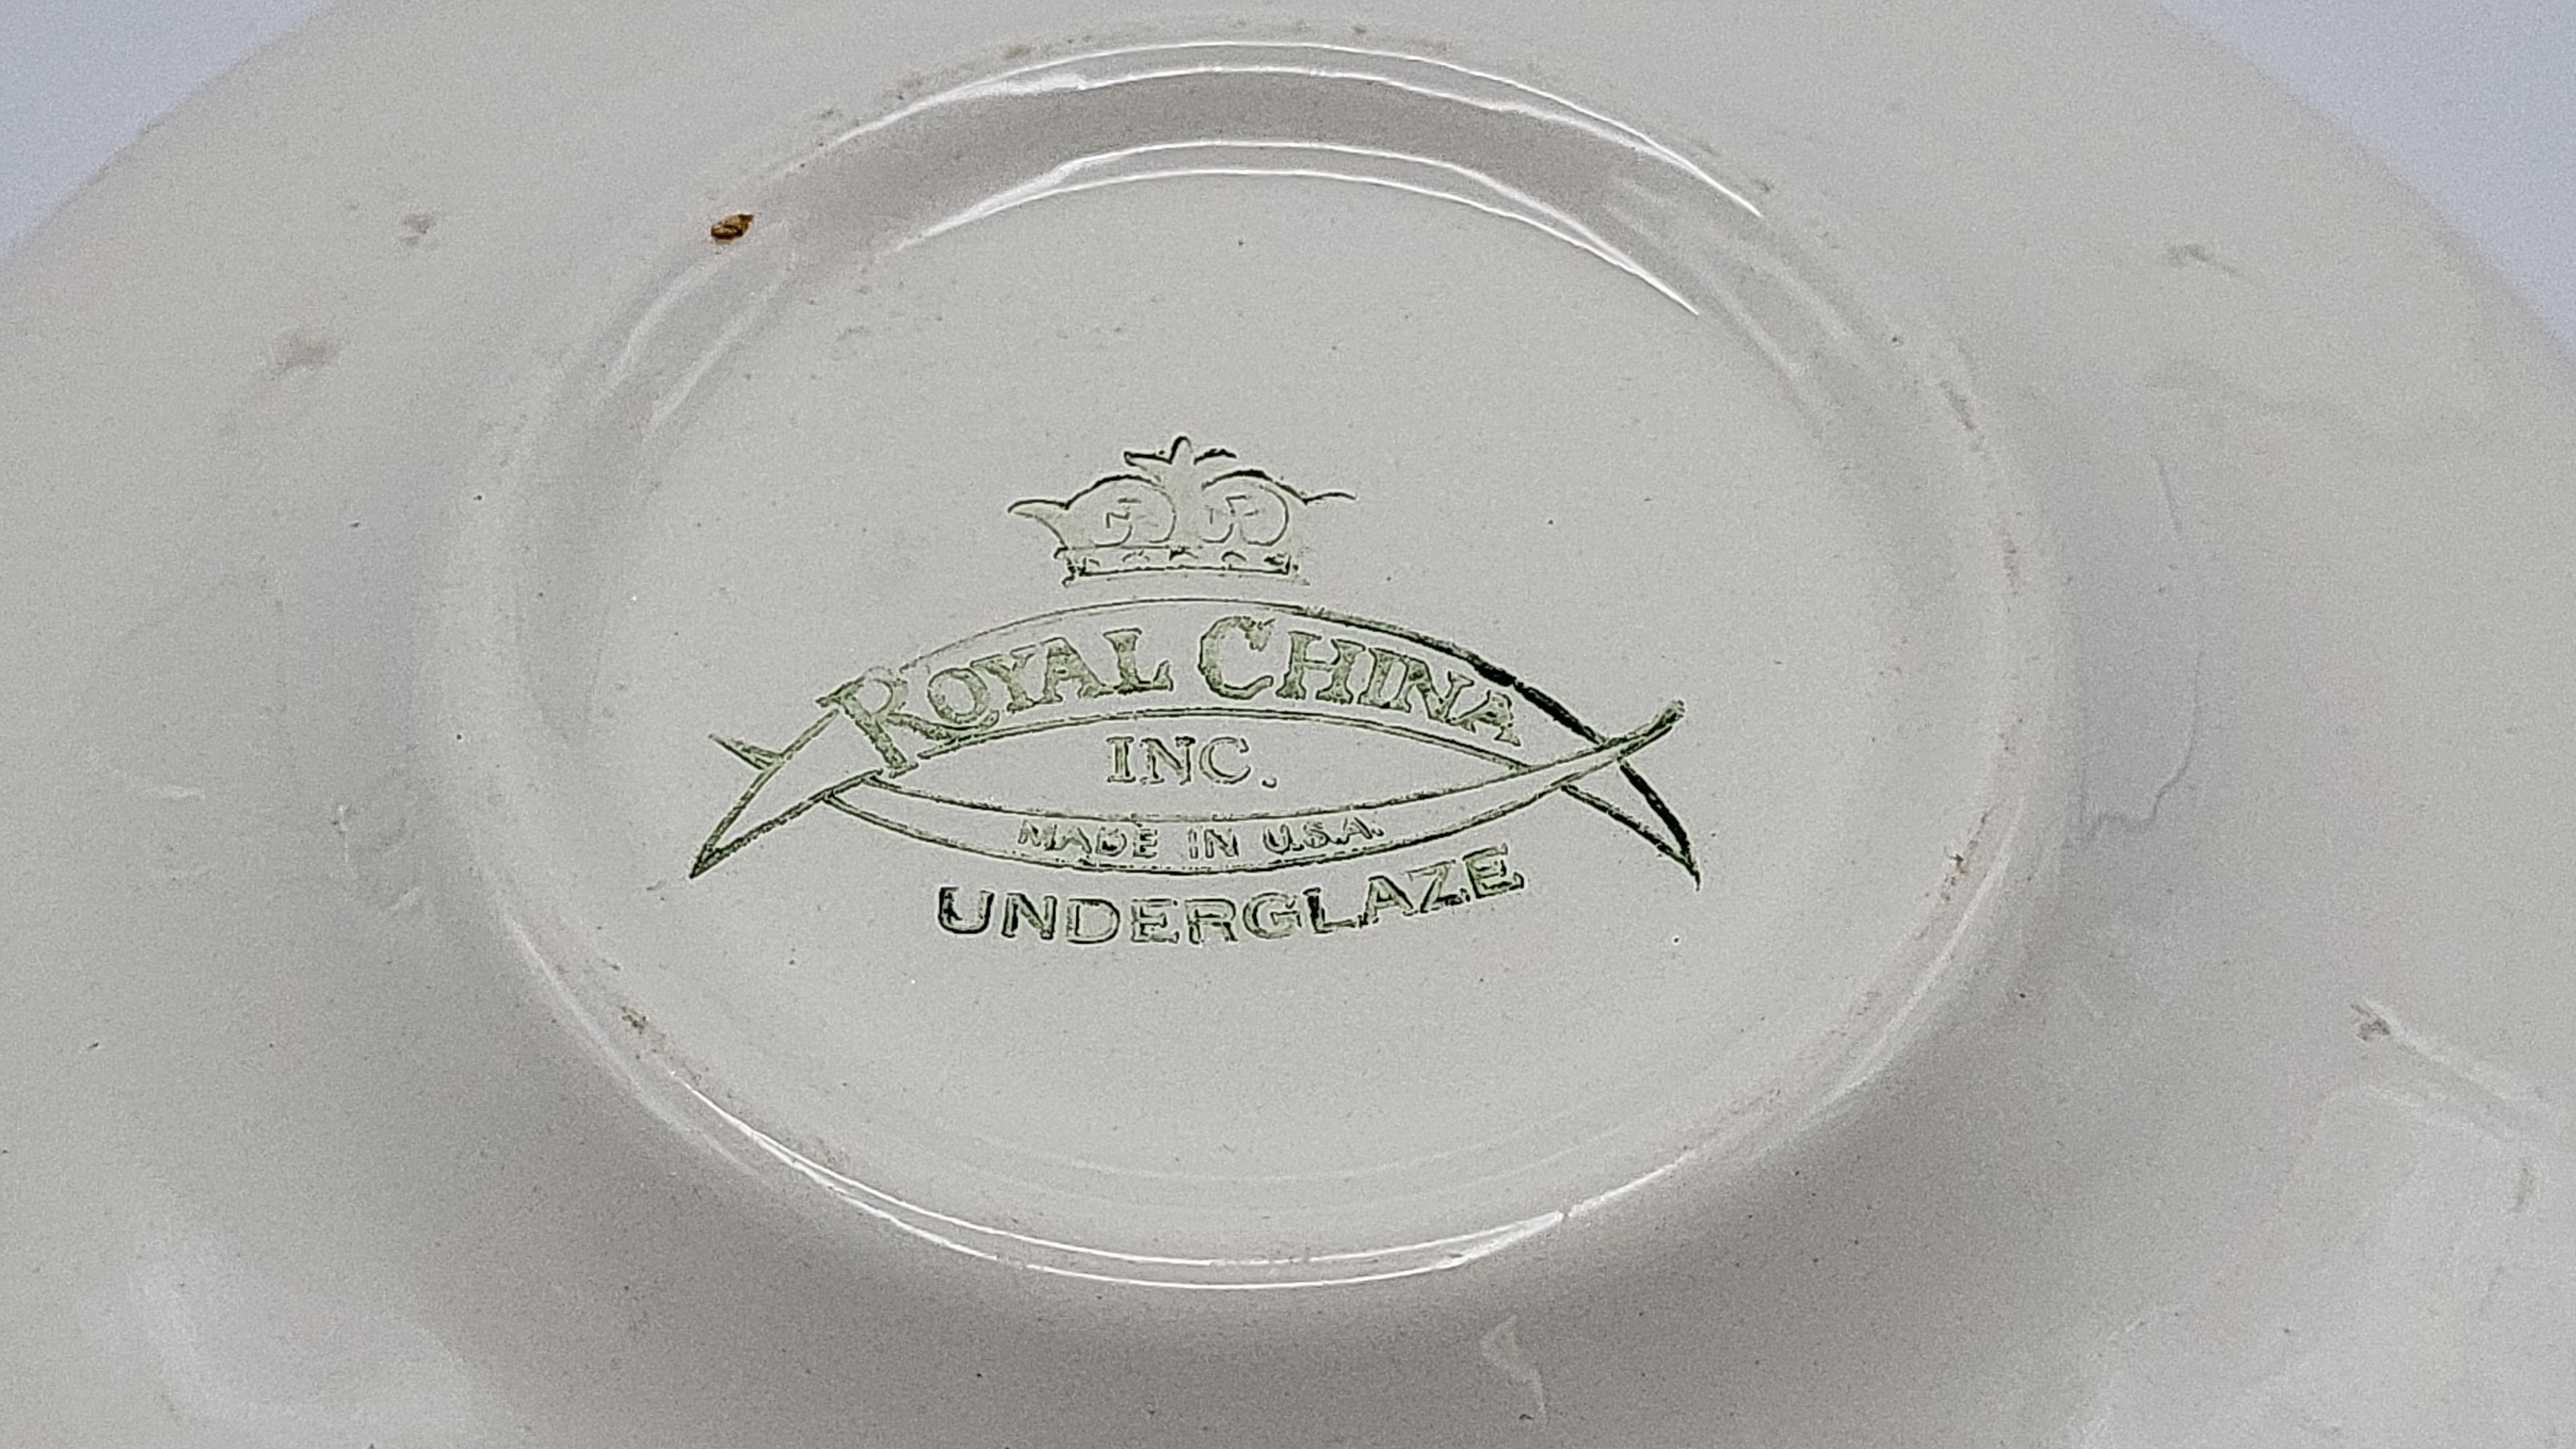 ROYAL CHINA
INC.
MADE IN U.S.A.
UNDERGLAZE